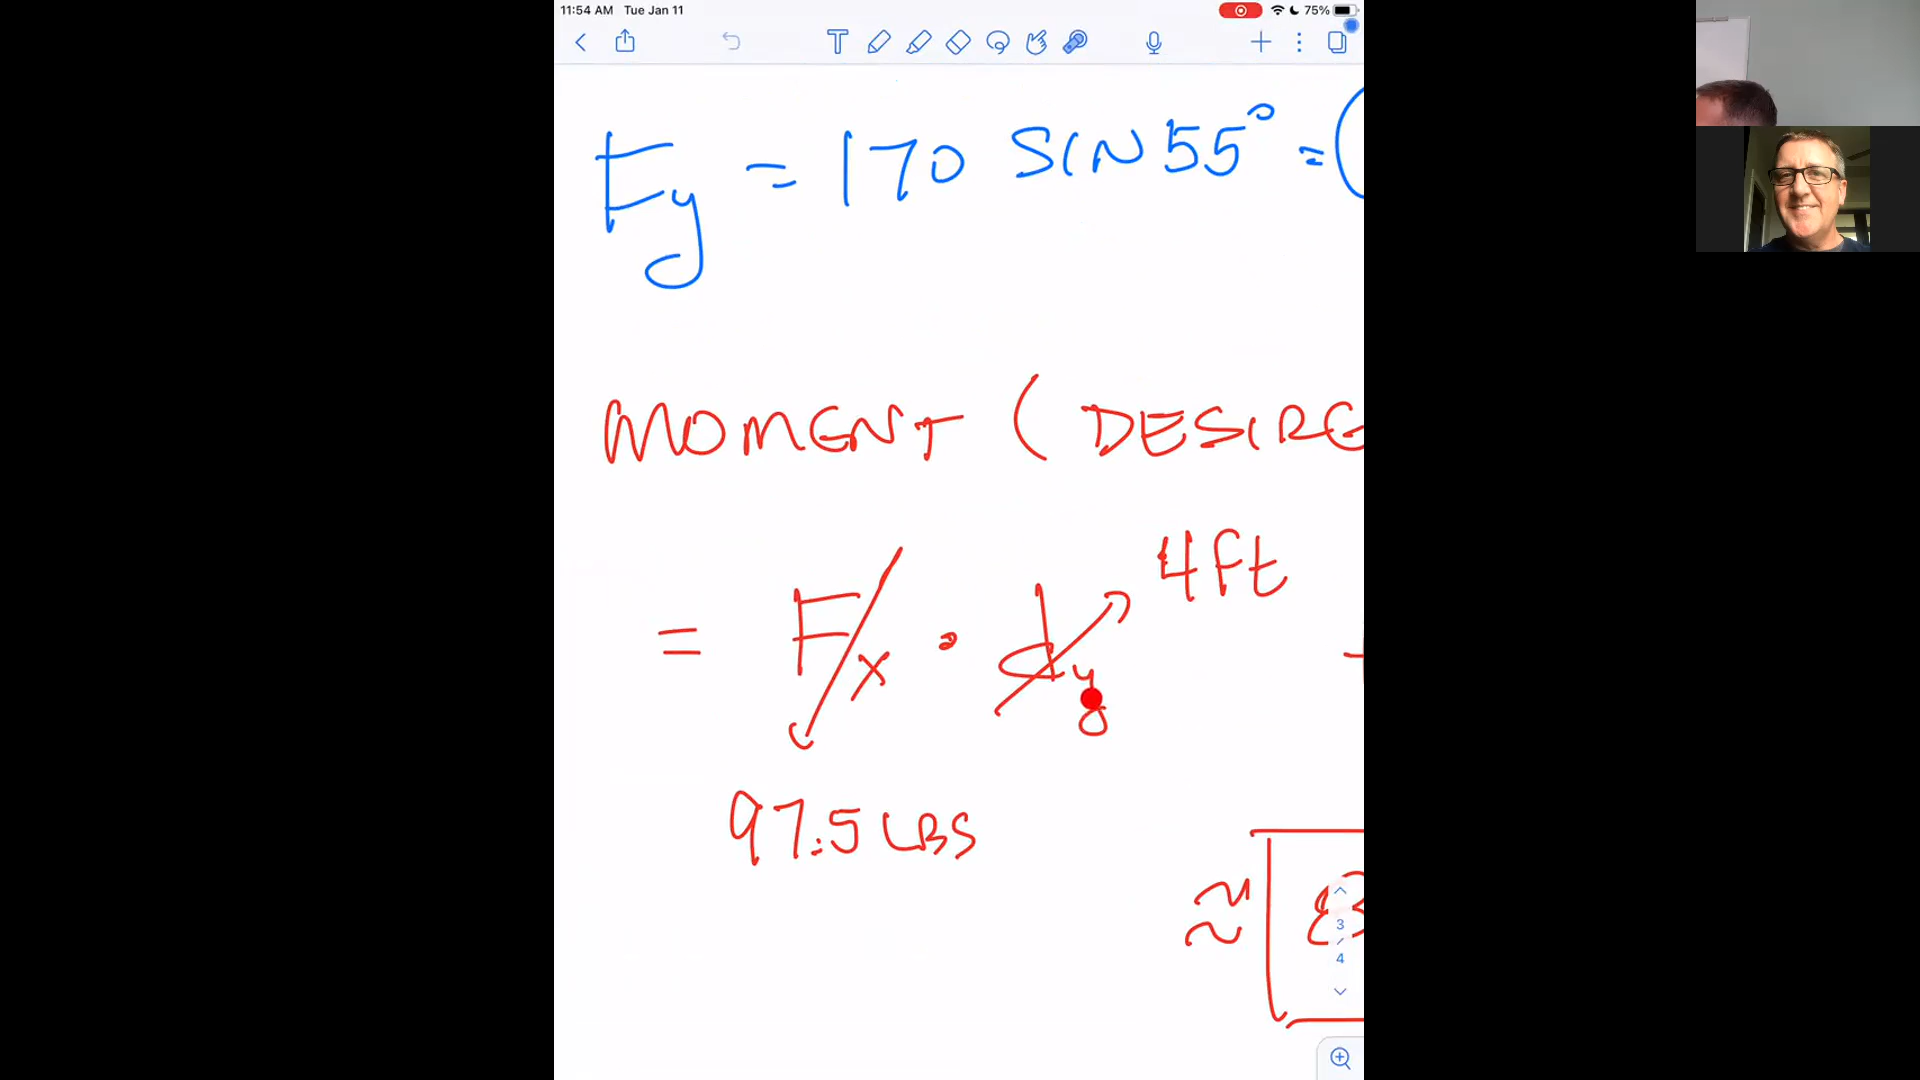 11:54 AM Tue Jan 11
75%
T
Fy = 170 SIN 55° =
MOMENT ( DESIRE
4ft
= Fx • dy
97.5 LBS
≈
3
/
4